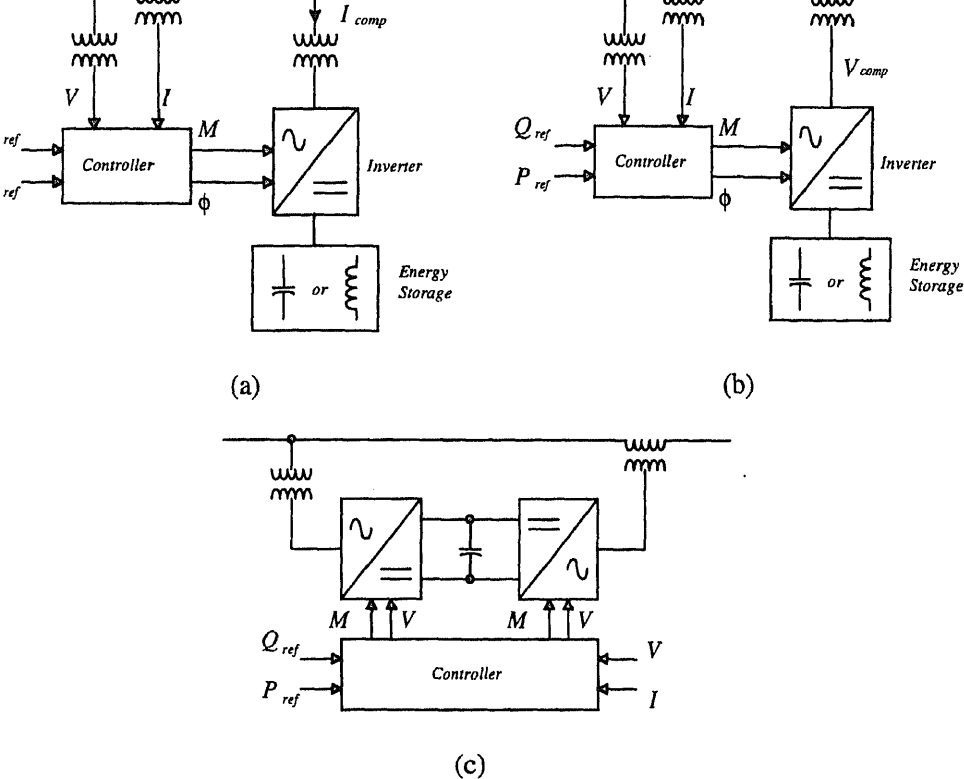 I comp
V
I
ref
ref
Controller
M
ϕ
Inverter
or
Energy
Storage
(a)
V comp
V
I
Q ref
P ref
Controller
M
ϕ
Inverter
or
Energy
Storage
(b)
M
V
M
V
Q ref
P ref
Controller
V
I
(c)